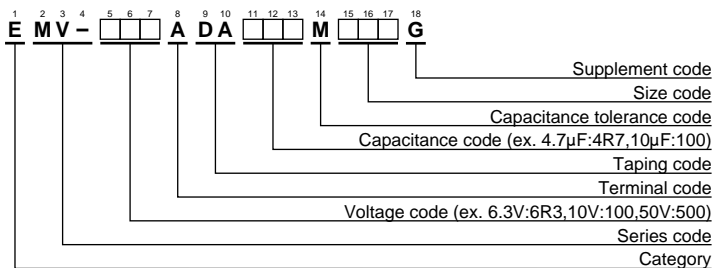 1 2 3 4 5 6 7 8 9 10 11 12 13 14 15 16 17 18
E M V – □□□ A D A □□□ M □□□ G
Supplement code
Size code
Capacitance tolerance code
Capacitance code (ex. 4.7µF:4R7,10µF:100)
Taping code
Terminal code
Voltage code (ex. 6.3V:6R3,10V:100,50V:500)
Series code
Category